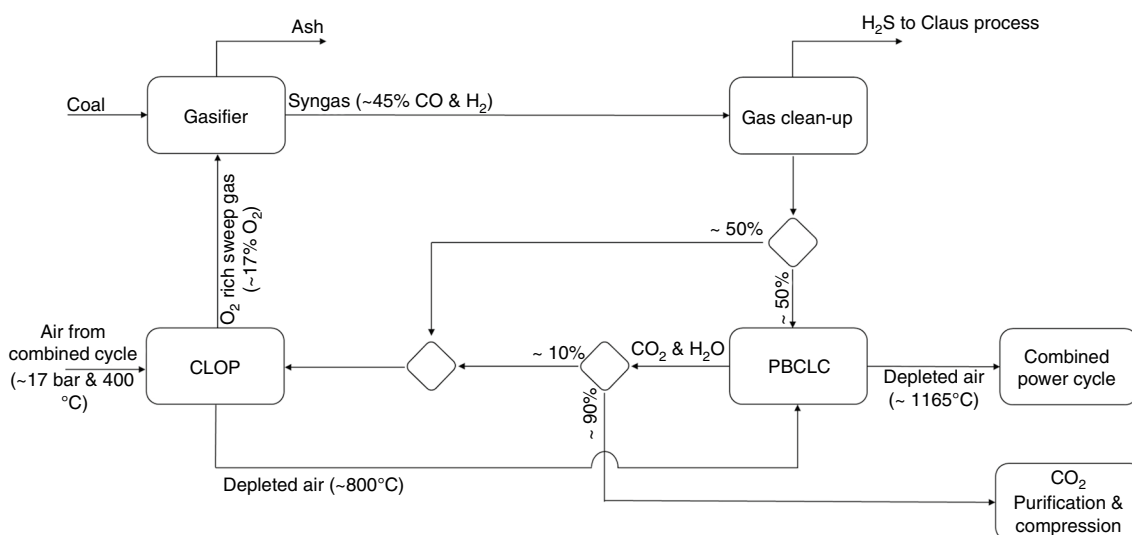 Ash
H₂S to Claus process
Coal
Gasifier
Syngas (~45% CO & H₂)
Gas clean-up
O₂ rich sweep gas
(~17% O₂)
~ 50%
~ 50%
Air from
combined cycle
(~17 bar & 400
°C)
CLOP
~ 10%
CO₂ & H₂O
PBCLC
Depleted air
(~ 1165°C)
Combined
power cycle
~ 90%
Depleted air (~800°C)
CO₂
Purification &
compression